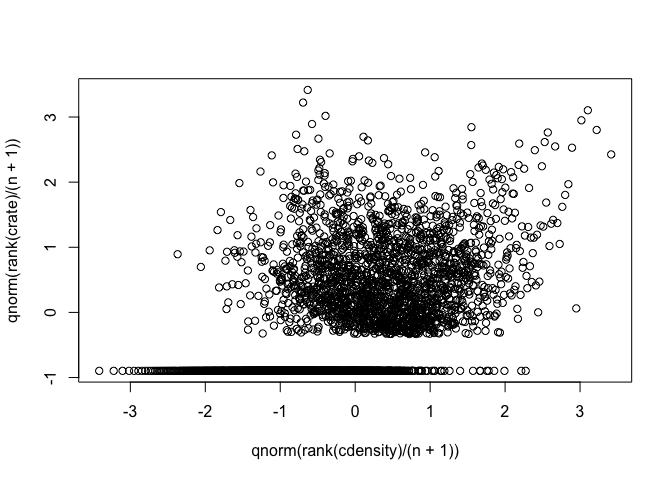 qnorm(rank(crate)/(n + 1))
3
2
1
0
-1
-3 -2 -1 0 1 2 3
qnorm(rank(cdensity)/(n + 1))